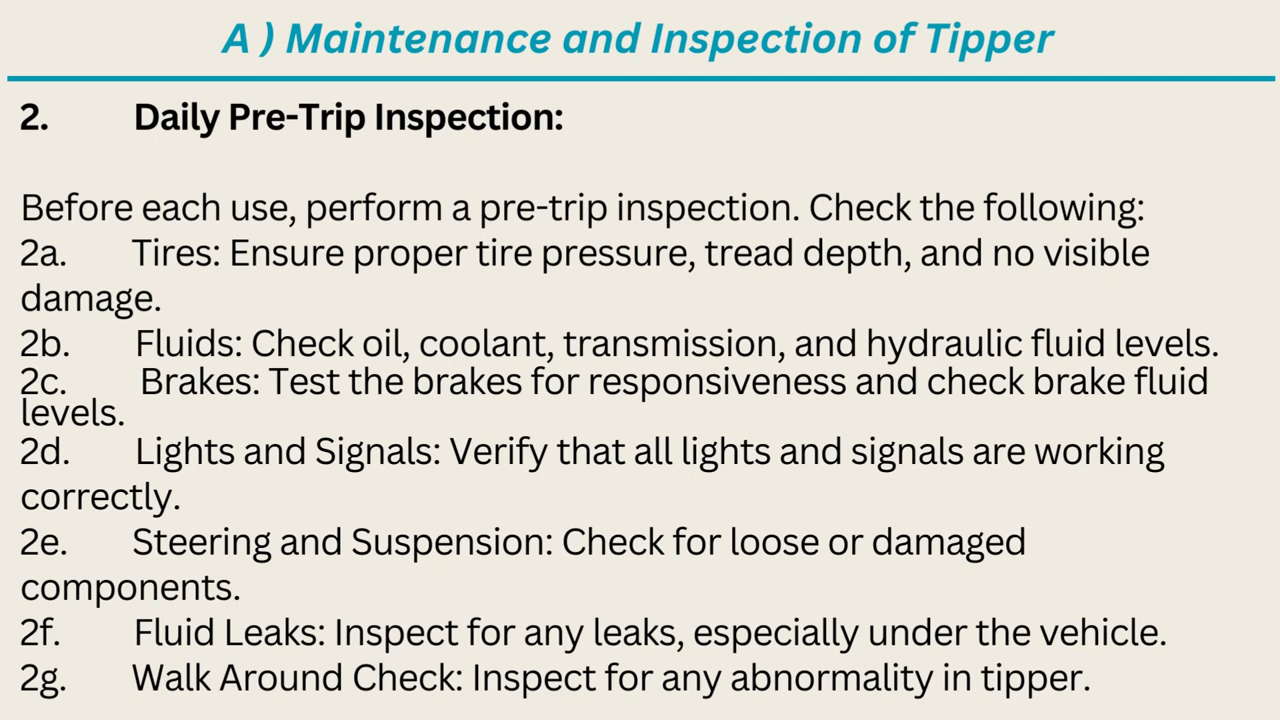 A ) Maintenance and Inspection of Tipper
2. Daily Pre-Trip Inspection:
Before each use, perform a pre-trip inspection. Check the following:
2a. Tires: Ensure proper tire pressure, tread depth, and no visible
damage.
2b. Fluids: Check oil, coolant, transmission, and hydraulic fluid levels.
2c. Brakes: Test the brakes for responsiveness and check brake fluid
levels.
2d. Lights and Signals: Verify that all lights and signals are working
correctly.
2e. Steering and Suspension: Check for loose or damaged
components.
2f. Fluid Leaks: Inspect for any leaks, especially under the vehicle.
2g. Walk Around Check: Inspect for any abnormality in tipper.